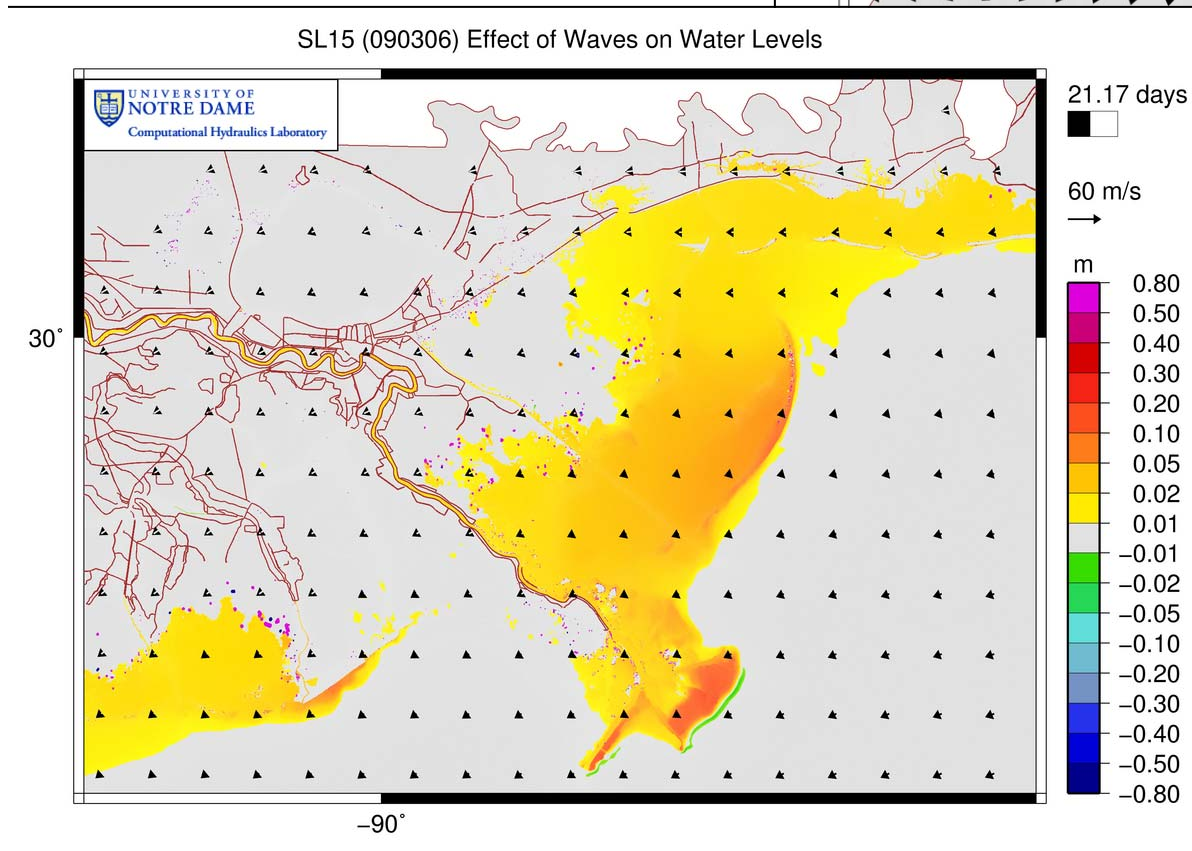 SL15 (090306) Effect of Waves on Water Levels
UNIVERSITY OF
NOTRE DAME
Computational Hydraulics Laboratory
21.17 days
60 m/s
m
0.80
0.50
0.40
0.30
0.20
0.10
0.05
0.02
0.01
−0.01
−0.02
−0.05
−0.10
−0.20
−0.30
−0.40
−0.50
−0.80
30˚
−90˚